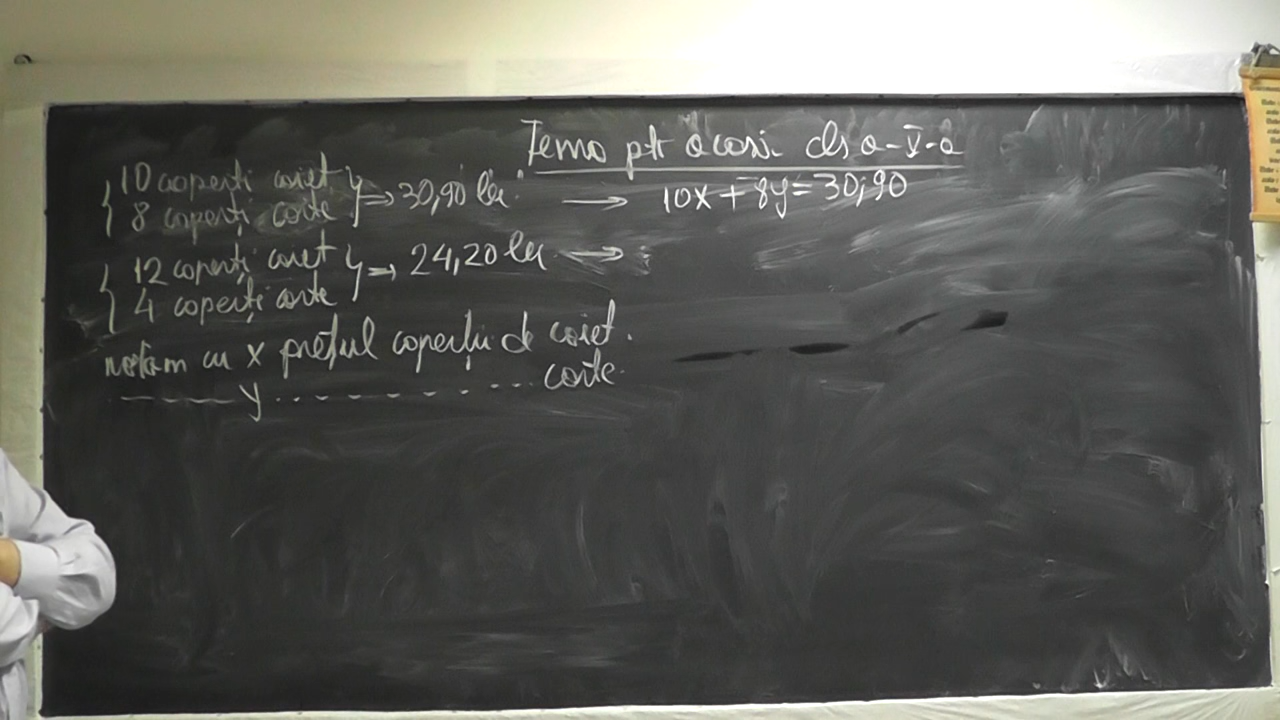 Tema pt acasă cls a-V-a
10 coperți caiet
8 coperți carte
=> 30,90 lei
→ 10x + 8y = 30,90
12 coperți caiet
4 coperți carte
=> 24,20 lei →
notăm cu x prețul coperții de caiet.
y carte.